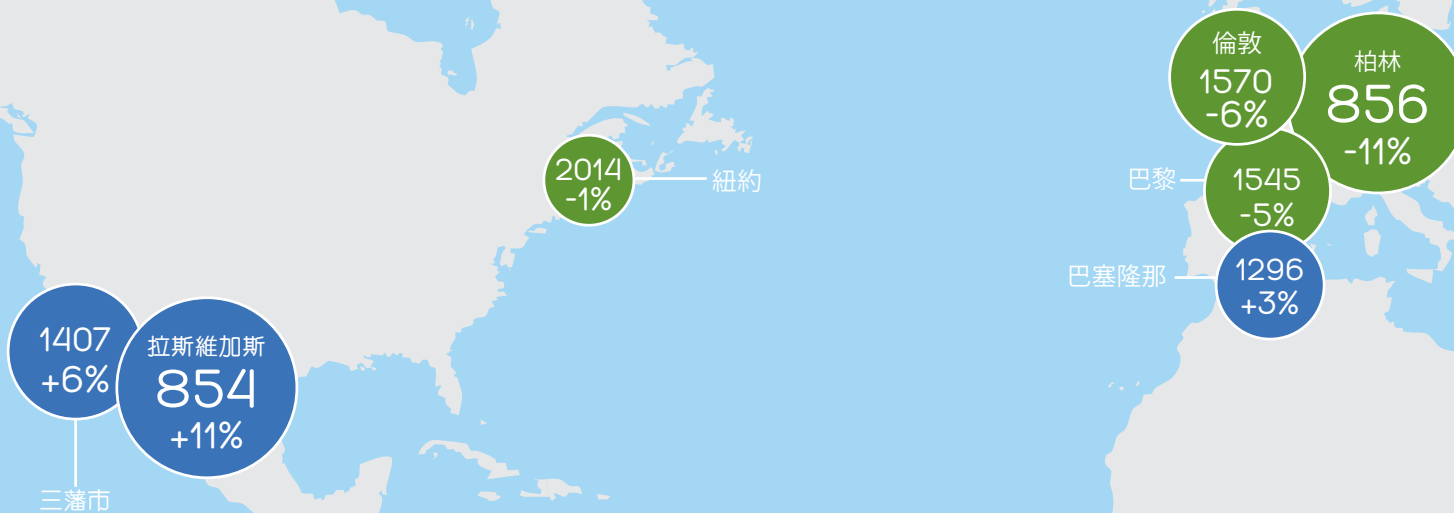 倫敦
1570
-6%
柏林
856
-11%
2014
-1%
紐約
巴黎
1545
-5%
巴塞隆那
1296
+3%
1407
+6%
三藩市
拉斯維加斯
854
+11%